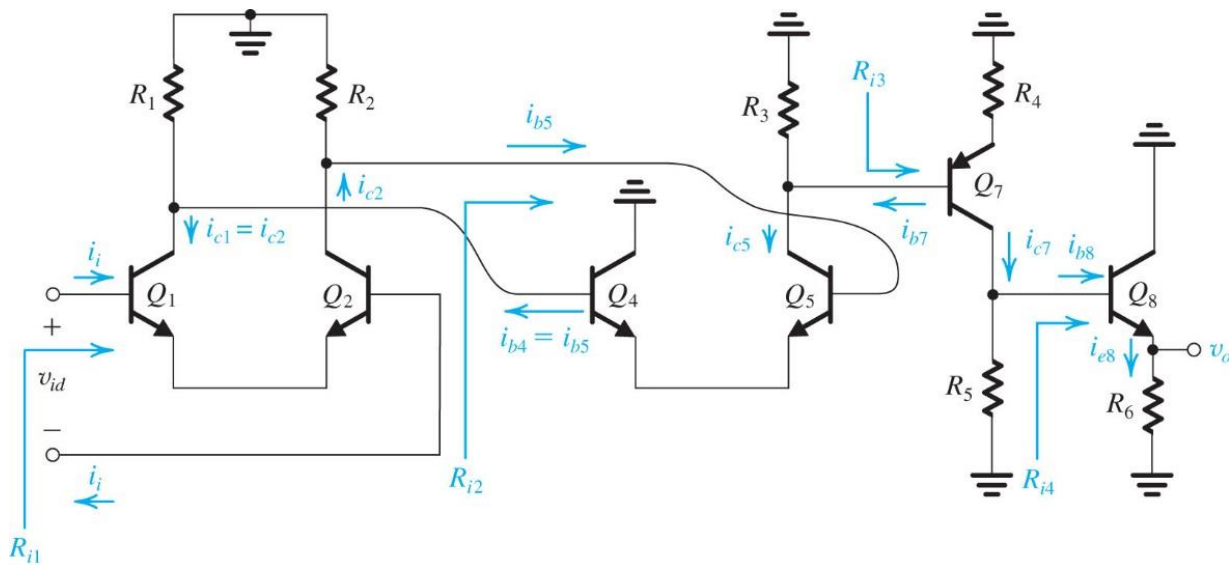 R1
R2
R3
R4
Ri3
ib5
ic2
ic1 = ic2
ii
Q1
Q2
Q4
Q5
Q7
Q8
ic5
ib7
ic7
ib8
ib4 = ib5
ie8
vo
+
vid
−
ii
Ri1
Ri2
Ri4
R5
R6